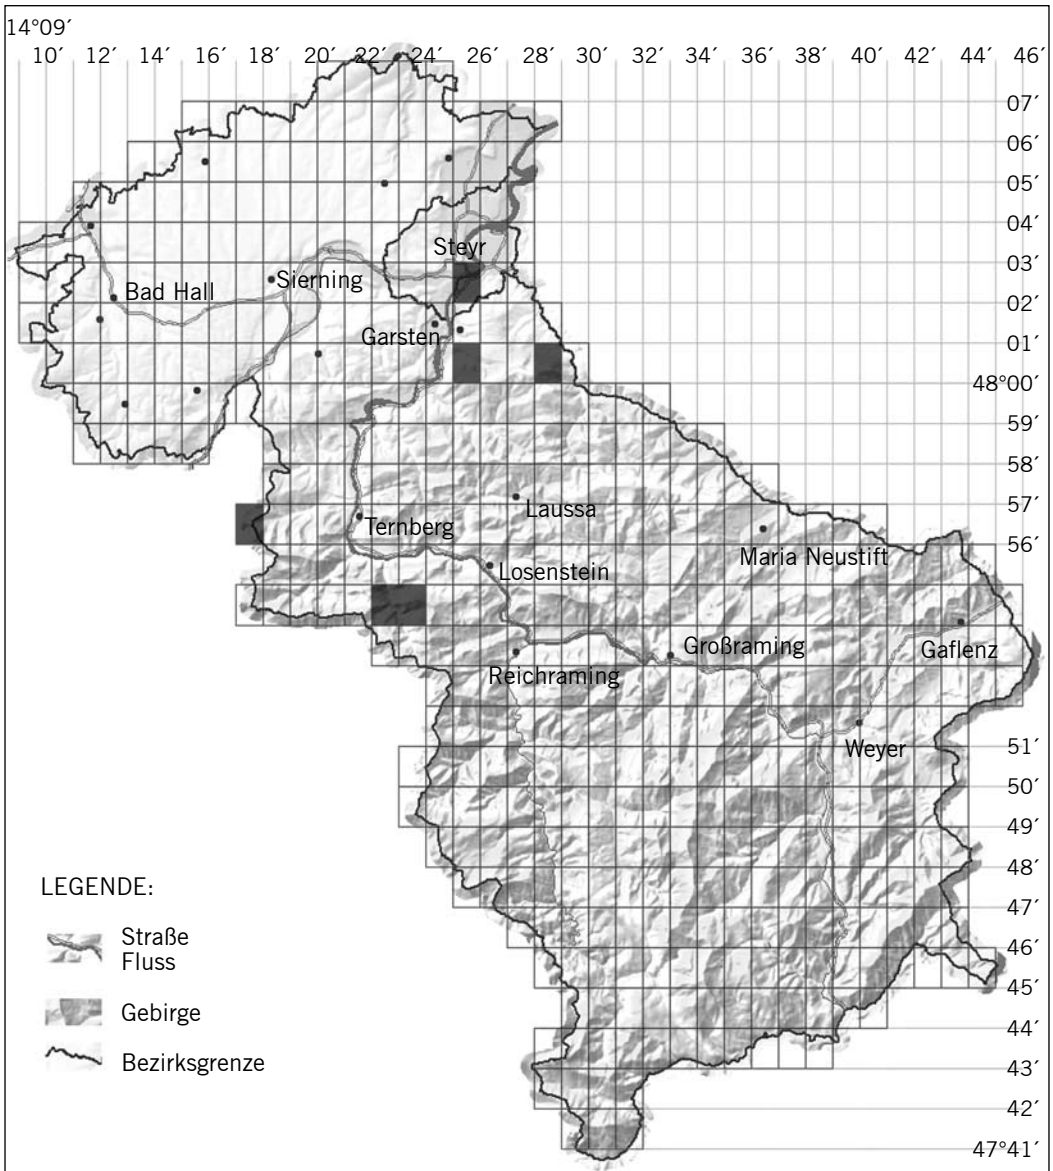 14°09′
10′ 12′ 14′ 16′ 18′ 20′ 22′ 24′ 26′ 28′ 30′ 32′ 34′ 36′ 38′ 40′ 42′ 44′ 46′
07′
06′
05′
04′
Steyr
03′
Sierning
Bad Hall
02′
Garsten
01′
48°00′
59′
58′
57′
Laussa
Ternberg
56′
Maria Neustift
Losenstein
Großraming
Gaflenz
Reichraming
51′
Weyer
50′
49′
48′
LEGENDE:
47′
Straße
Fluss
46′
45′
Gebirge
44′
Bezirksgrenze
43′
42′
47°41′